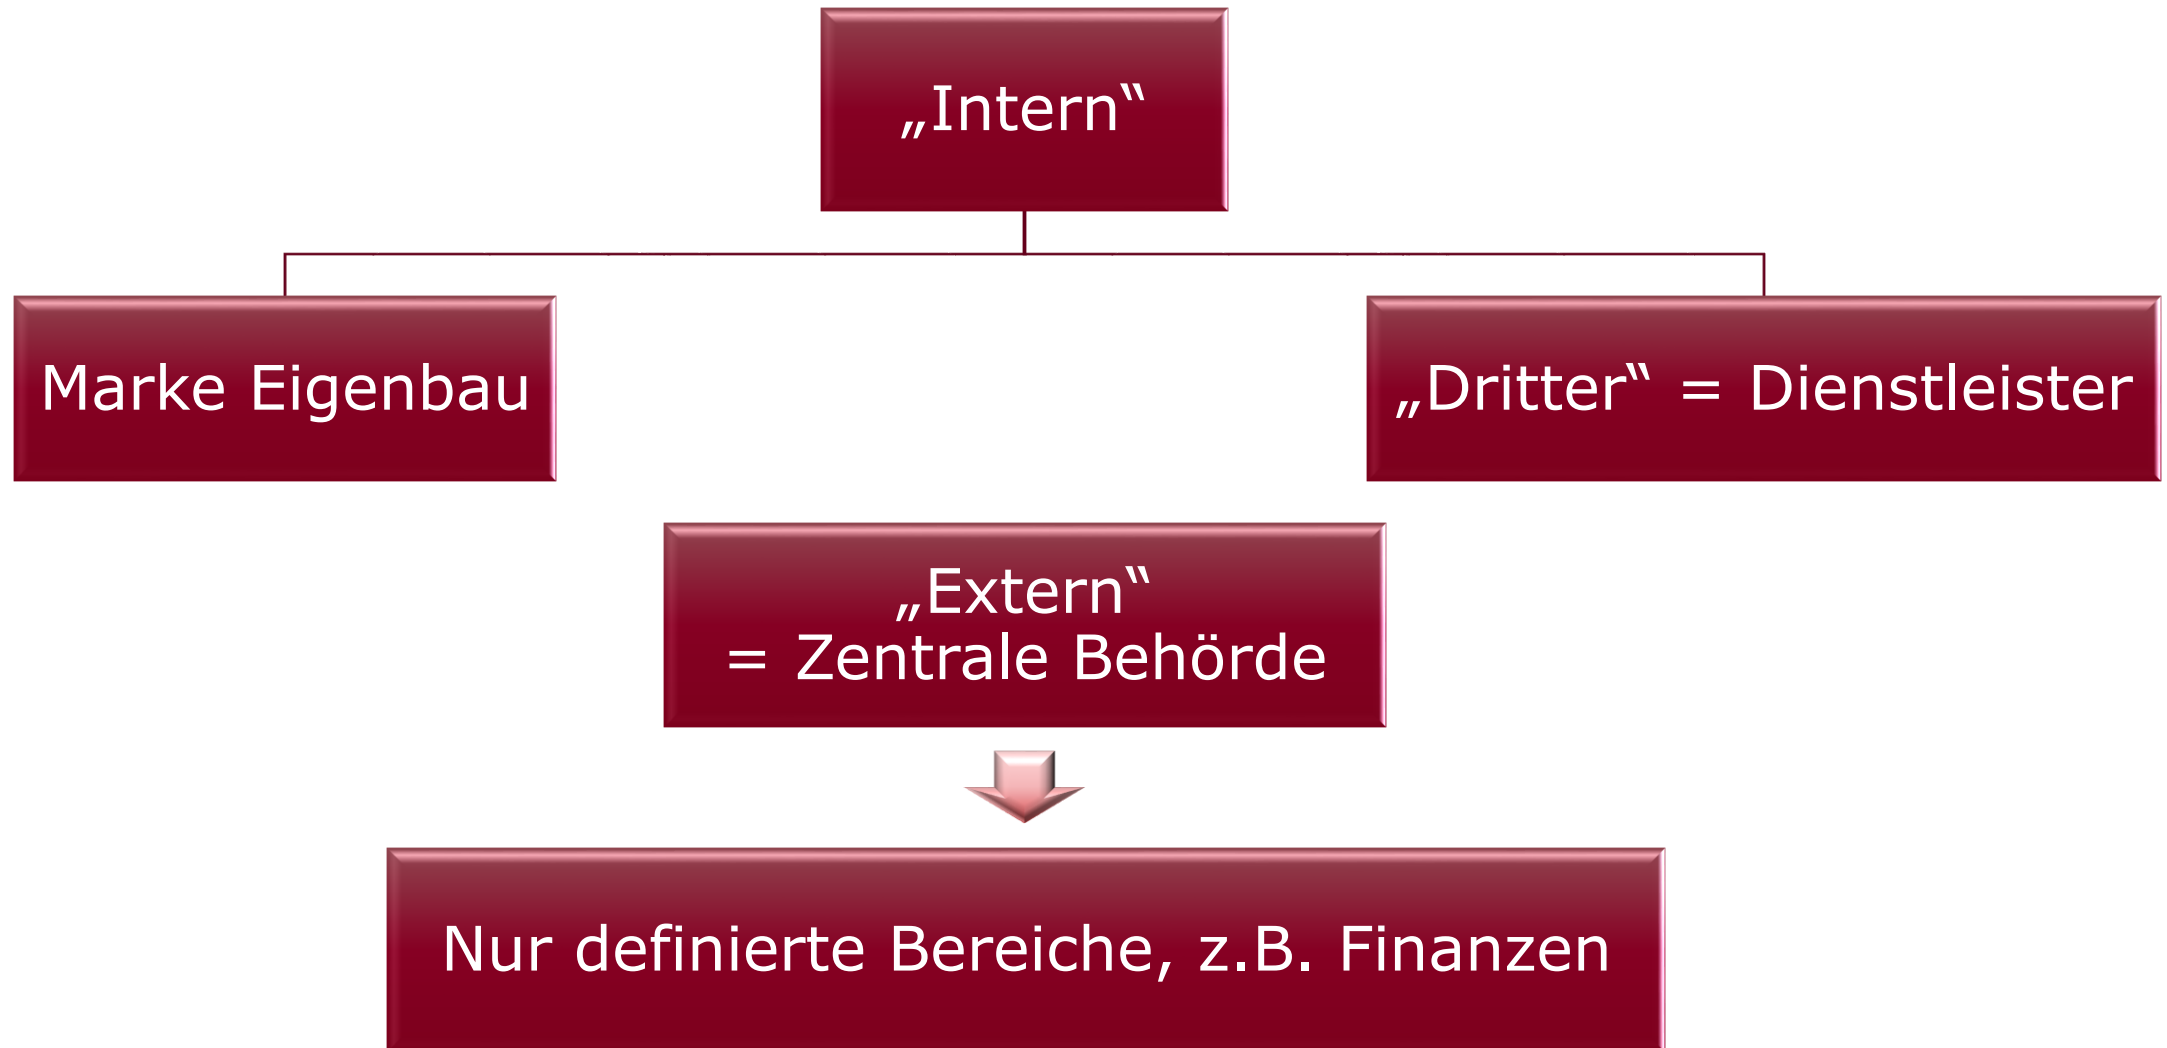 „Intern“
Marke Eigenbau
„Dritter“ = Dienstleister
„Extern“
= Zentrale Behörde
Nur definierte Bereiche, z.B. Finanzen